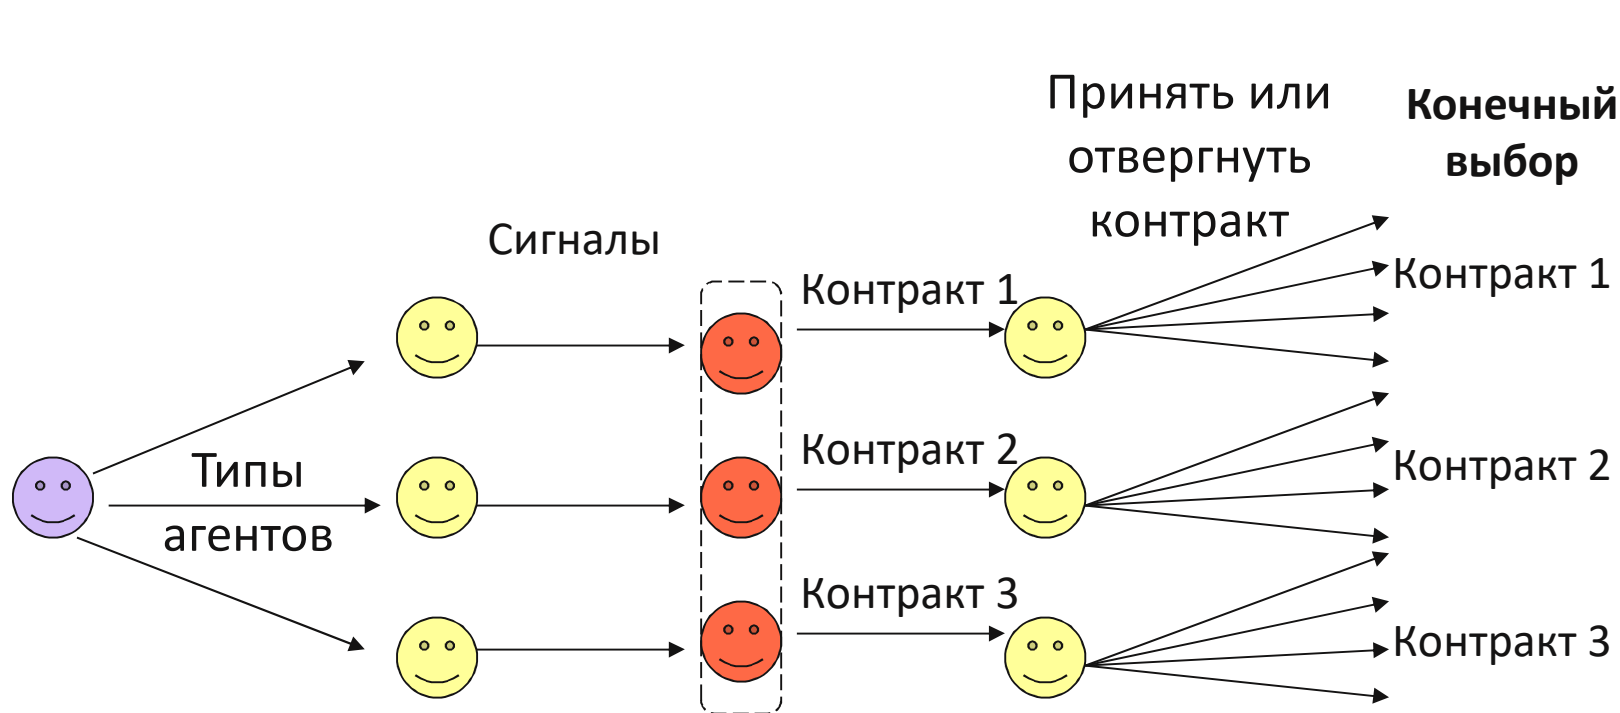 Принять или
отвергнуть
контракт
Конечный
выбор
Сигналы
Контракт 1
Контракт 1
Типы
агентов
Контракт 2
Контракт 2
Контракт 3
Контракт 3